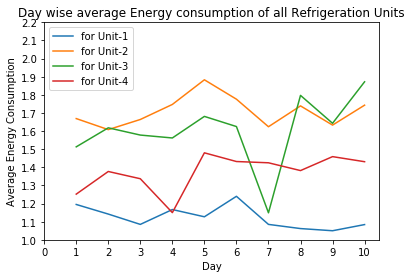 Day wise average Energy consumption of all Refrigeration Units
2.2
2.1
2.0
1.9
1.8
1.7
1.6
1.5
1.4
1.3
1.2
1.1
1.0
Average Energy Consumption
for Unit-1
for Unit-2
for Unit-3
for Unit-4
0 1 2 3 4 5 6 7 8 9 10
Day